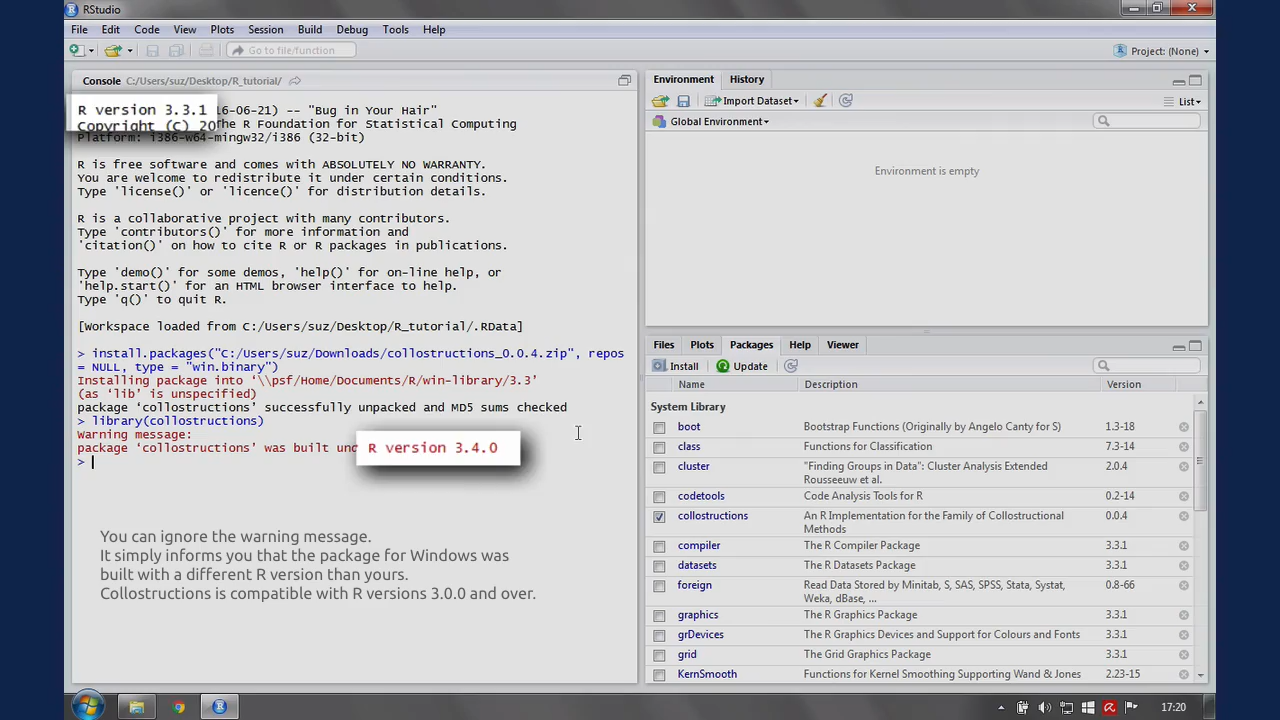 RStudio
File Edit Code View Plots Session Build Debug Tools Help
Go to file/function
Project: (None)
Console C:/Users/suz/Desktop/R_tutorial/
R version 3.3.1 16-06-21) -- "Bug in Your Hair"
Copyright (C) 20 The R Foundation for Statistical Computing
Platform: i386-w64-mingw32/i386 (32-bit)
R is free software and comes with ABSOLUTELY NO WARRANTY.
You are welcome to redistribute it under certain conditions.
Type 'license()' or 'licence()' for distribution details.
R is a collaborative project with many contributors.
Type 'contributors()' for more information and
'citation()' on how to cite R or R packages in publications.
Type 'demo()' for some demos, 'help()' for on-line help, or
'help.start()' for an HTML browser interface to help.
Type 'q()' to quit R.
[Workspace loaded from C:/Users/suz/Desktop/R_tutorial/.RData]
> install.packages("C:/Users/suz/Downloads/collostructions_0.0.4.zip", repos
= NULL, type = "win.binary")
Installing package into ‘\\psf/Home/Documents/R/win-library/3.3’
(as ‘lib’ is unspecified)
package ‘collostructions’ successfully unpacked and MD5 sums checked
> library(collostructions)
Warning message:
package ‘collostructions’ was built R version 3.4.0
>
You can ignore the warning message.
It simply informs you that the package for Windows was
built with a different R version than yours.
Collostructions is compatible with R versions 3.0.0 and over.
Environment History
Import Dataset List
Global Environment
Environment is empty
Files Plots Packages Help Viewer
Install Update
Name Description Version
System Library
boot Bootstrap Functions (Originally by Angelo Canty for S) 1.3-18
class Functions for Classification 7.3-14
cluster "Finding Groups in Data": Cluster Analysis Extended 2.0.4
Rousseeuw et al.
codetools Code Analysis Tools for R 0.2-14
collostructions An R Implementation for the Family of Collostructional 0.0.4
Methods
compiler The R Compiler Package 3.3.1
datasets The R Datasets Package 3.3.1
foreign Read Data Stored by Minitab, S, SAS, SPSS, Stata, Systat, 0.8-66
Weka, dBase, ...
graphics The R Graphics Package 3.3.1
grDevices The R Graphics Devices and Support for Colours and Fonts 3.3.1
grid The Grid Graphics Package 3.3.1
KernSmooth Functions for Kernel Smoothing Supporting Wand & Jones 2.23-15
17:20